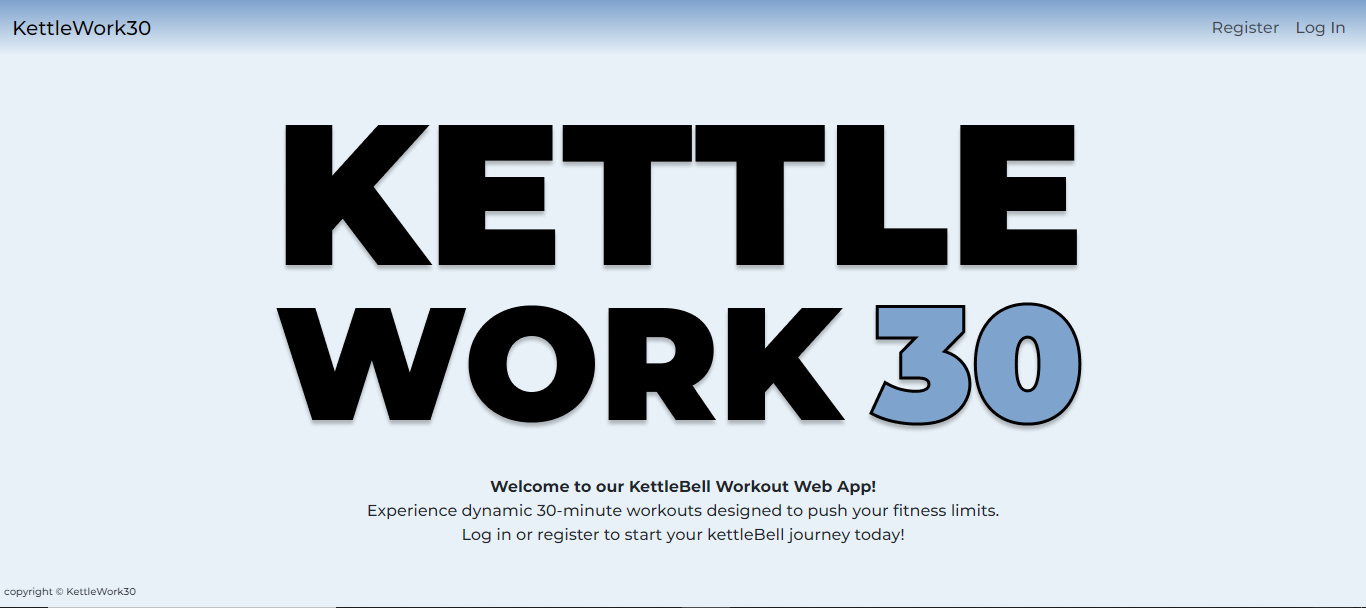 KettleWork30
Register Log In
KETTLE
WORK 30
Welcome to our KettleBell Workout Web App!
Experience dynamic 30-minute workouts designed to push your fitness limits.
Log in or register to start your kettleBell journey today!
copyright © KettleWork30